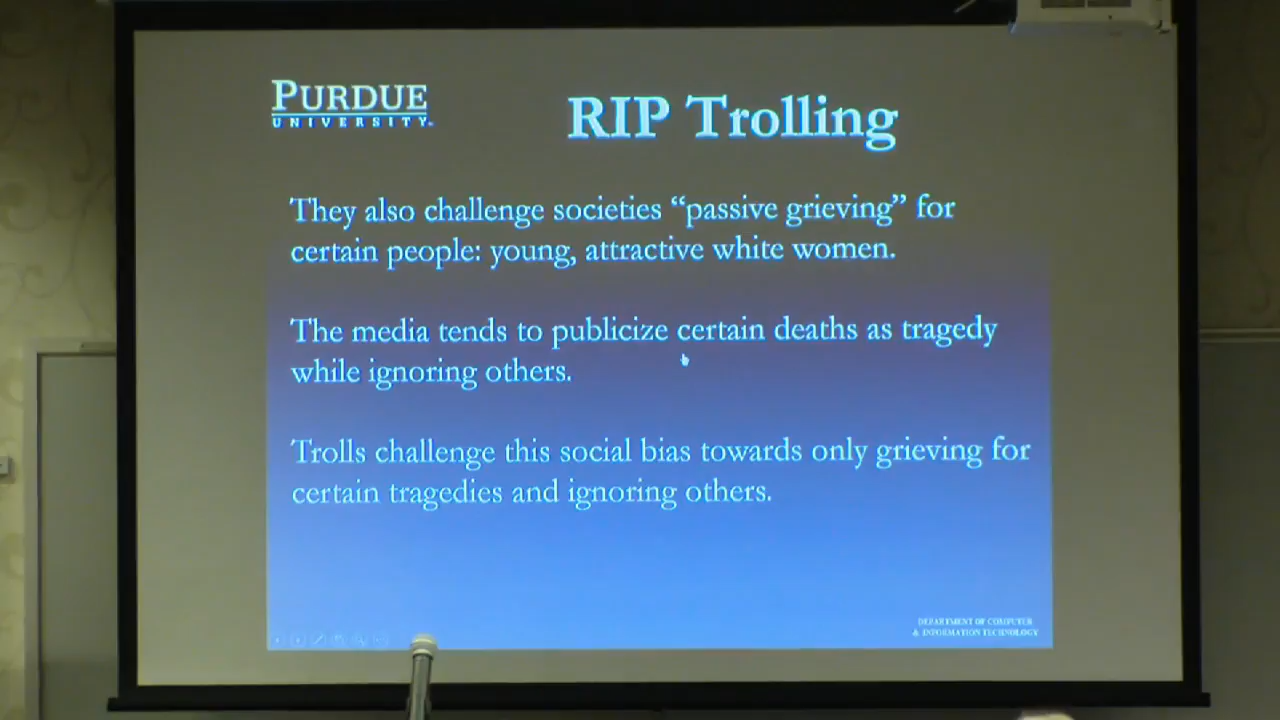 PURDUE
UNIVERSITY.
RIP Trolling
They also challenge societies “passive grieving” for
certain people: young, attractive white women.
The media tends to publicize certain deaths as tragedy
while ignoring others.
Trolls challenge this social bias towards only grieving for
certain tragedies and ignoring others.
DEPARTMENT OF COMPUTER
& INFORMATION TECHNOLOGY